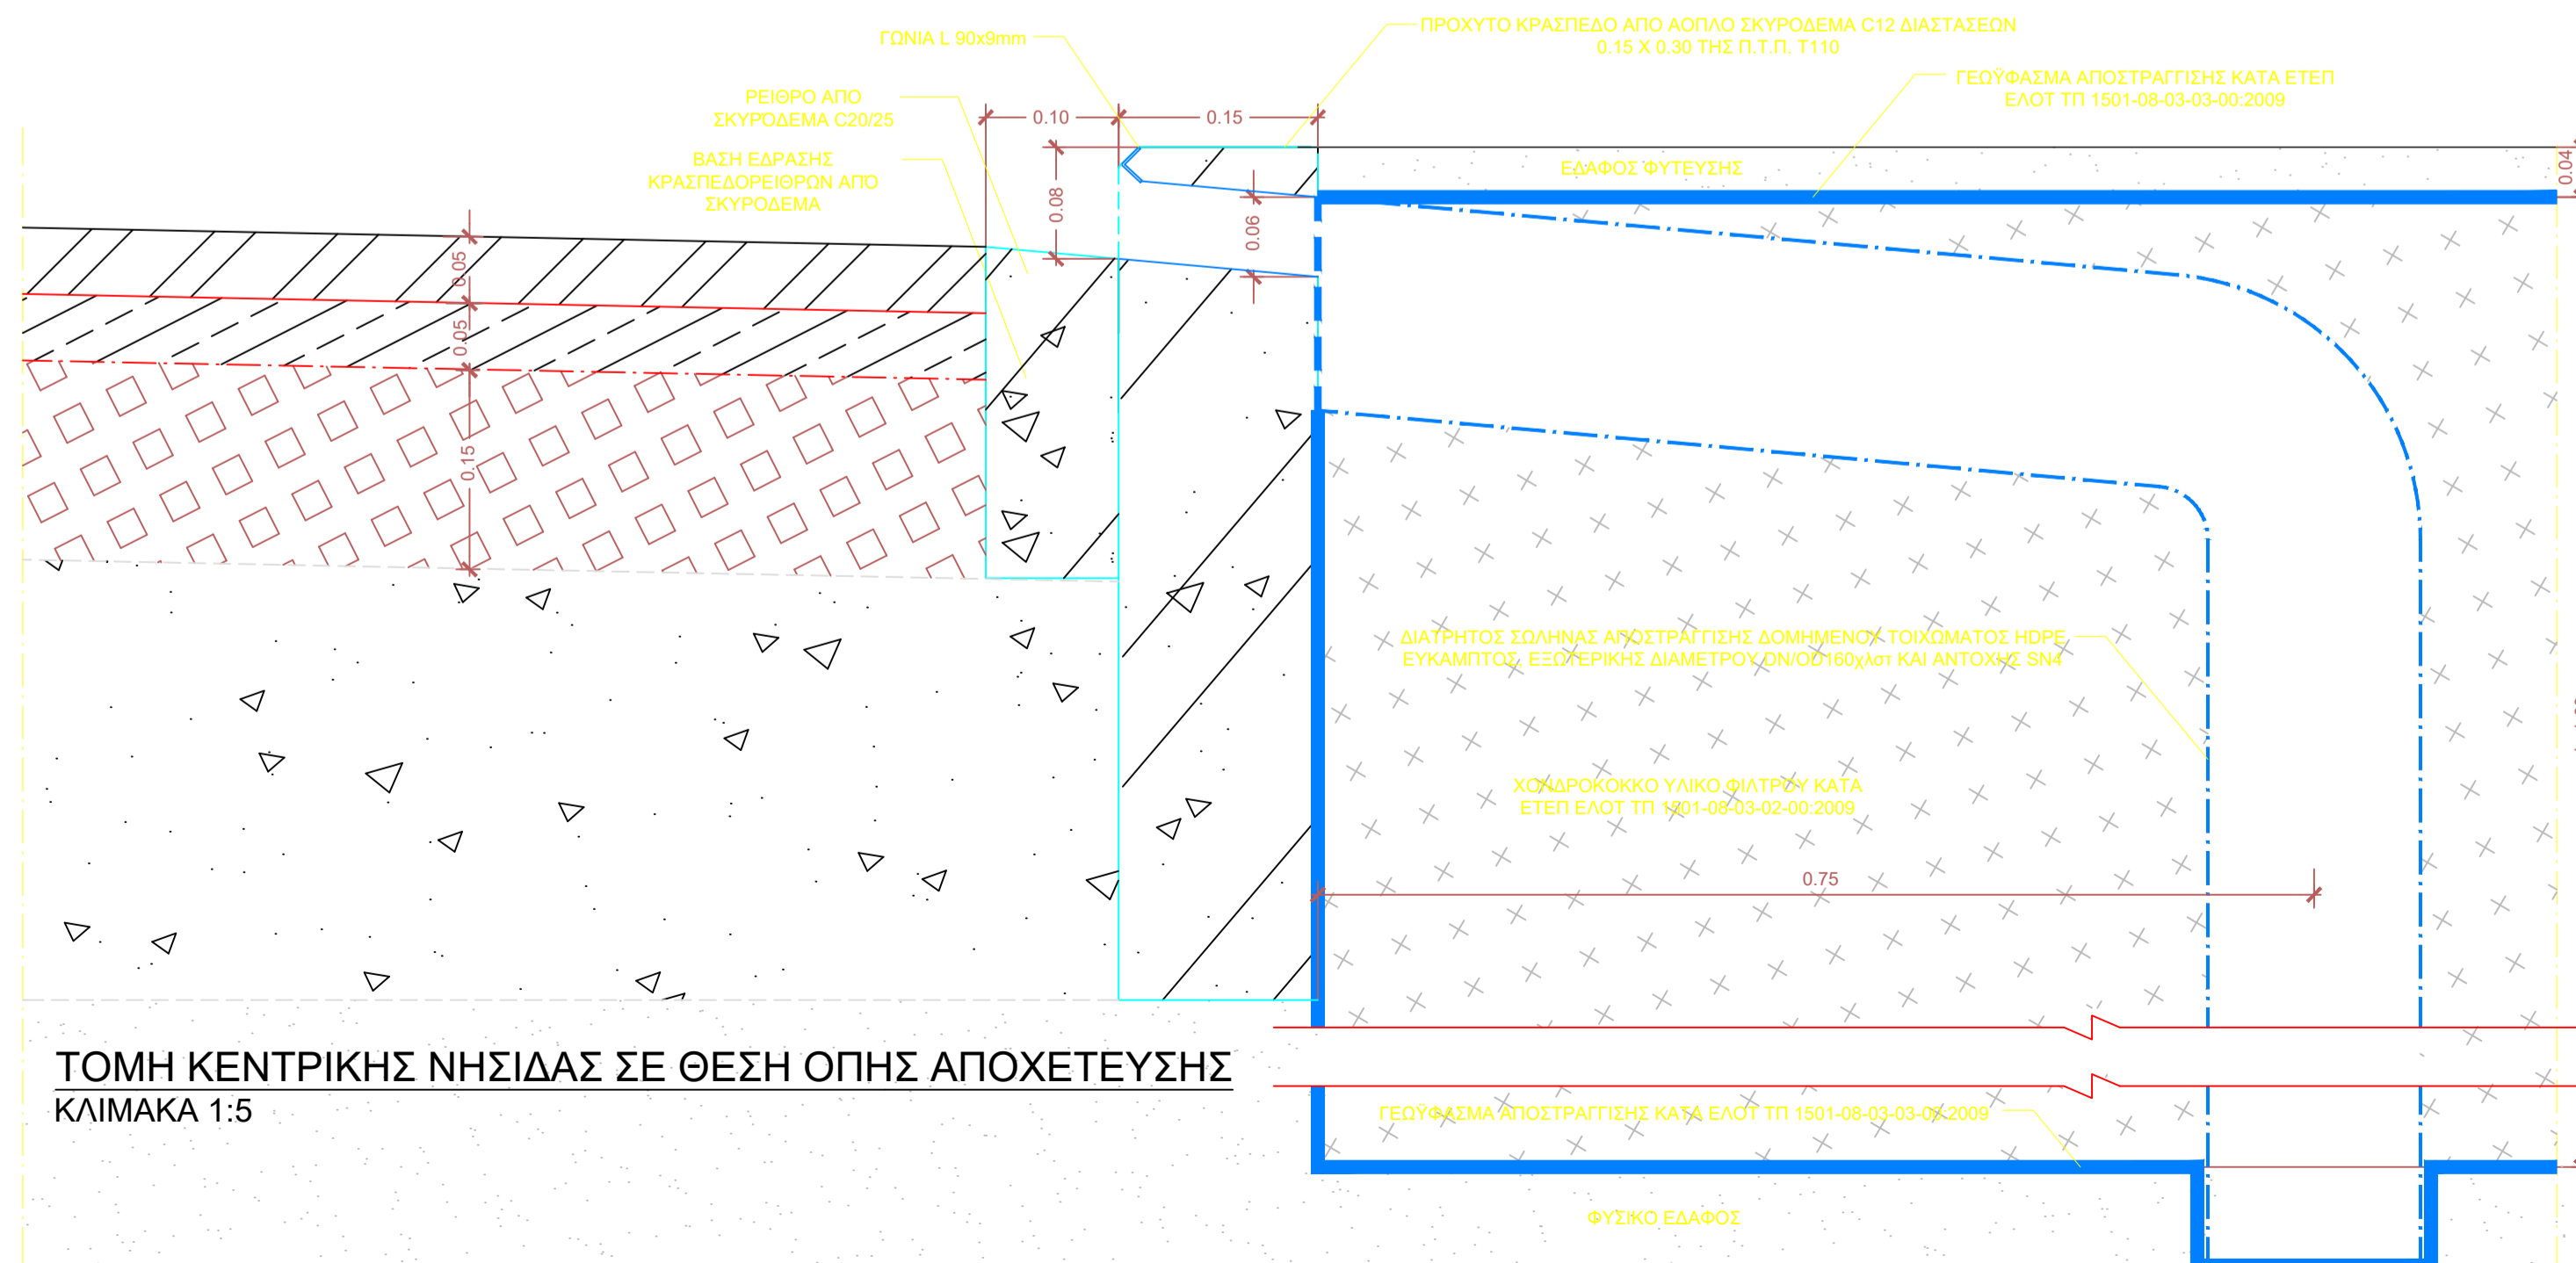 ΠΡΟΧΥΤΟ ΚΡΑΣΠΕΔΟ ΑΠΟ ΑΟΠΛΟ ΣΚΥΡΟΔΕΜΑ C12 ΔΙΑΣΤΑΣΕΩΝ
0.15 X 0.30 ΤΗΣ Π.Τ.Π. Τ110
ΓΩΝΙΑ L 90x9mm
ΓΕΩΫΦΑΣΜΑ ΑΠΟΣΤΡΑΓΓΙΣΗΣ ΚΑΤΑ ΕΤΕΠ
ΕΛΟΤ ΤΠ 1501-08-03-03-00:2009
ΡΕΙΘΡΟ ΑΠΟ
ΣΚΥΡΟΔΕΜΑ C20/25
0.10
0.15
ΒΑΣΗ ΕΔΡΑΣΗΣ
ΚΡΑΣΠΕΔΟΡΕΙΘΡΩΝ ΑΠΌ
ΣΚΥΡΟΔΕΜΑ
ΕΔΑΦΟΣ ΦΥΤΕΥΣΗΣ
0.04
0.08
0.06
0.05
0.05
0.15
ΔΙΑΤΡΗΤΟΣ ΣΩΛΗΝΑΣ ΑΠΟΣΤΡΑΓΓΙΣΗΣ ΔΟΜΗΜΕΝΟΥ ΤΟΙΧΩΜΑΤΟΣ HDPE
ΕΥΚΑΜΠΤΟΣ, ΕΞΩΤΕΡΙΚΗΣ ΔΙΑΜΕΤΡΟΥ DN/OD160χλστ ΚΑΙ ΑΝΤΟΧΗΣ SN4
ΧΟΝΔΡΟΚΟΚΚΟ ΥΛΙΚΟ ΦΙΛΤΡΟΥ ΚΑΤΑ
ΕΤΕΠ ΕΛΟΤ ΤΠ 1501-08-03-02-00:2009
0.75
ΤΟΜΗ ΚΕΝΤΡΙΚΗΣ ΝΗΣΙΔΑΣ ΣΕ ΘΕΣΗ ΟΠΗΣ ΑΠΟΧΕΤΕΥΣΗΣ
ΚΛΙΜΑΚΑ 1:5
ΓΕΩΫΦΑΣΜΑ ΑΠΟΣΤΡΑΓΓΙΣΗΣ ΚΑΤΑ ΕΛΟΤ ΤΠ 1501-08-03-03-00:2009
ΦΥΣΙΚΟ ΕΔΑΦΟΣ